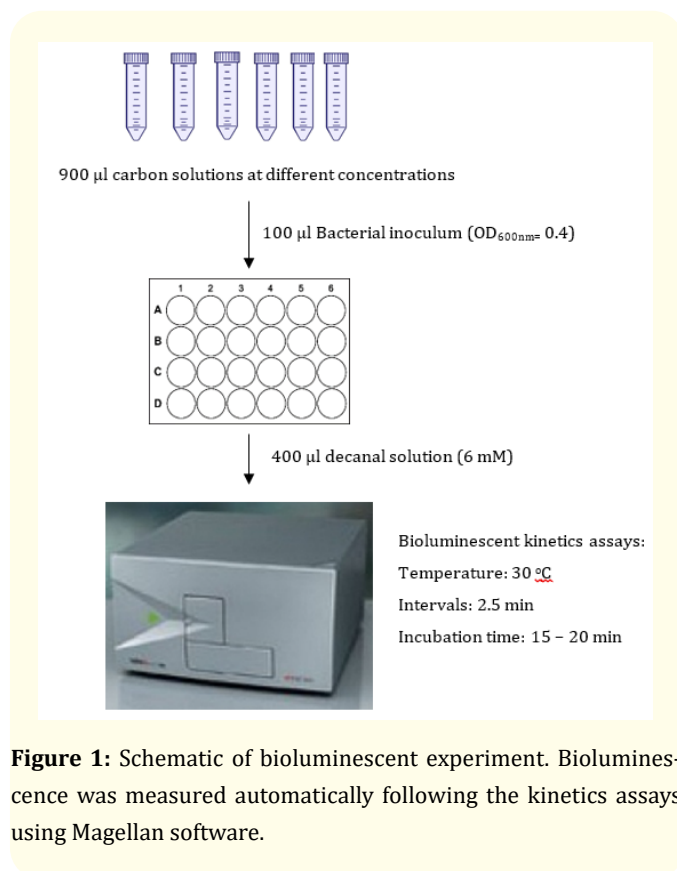 900 µl carbon solutions at different concentrations
100 µl Bacterial inoculum (OD600nm= 0.4)
1 2 3 4 5 6
A
B
C
D
400 µl decanal solution (6 mM)
Bioluminescent kinetics assays:
Temperature: 30 °C
Intervals: 2.5 min
Incubation time: 15 – 20 min
Figure 1: Schematic of bioluminescent experiment. Biolumines-
cence was measured automatically following the kinetics assays
using Magellan software.